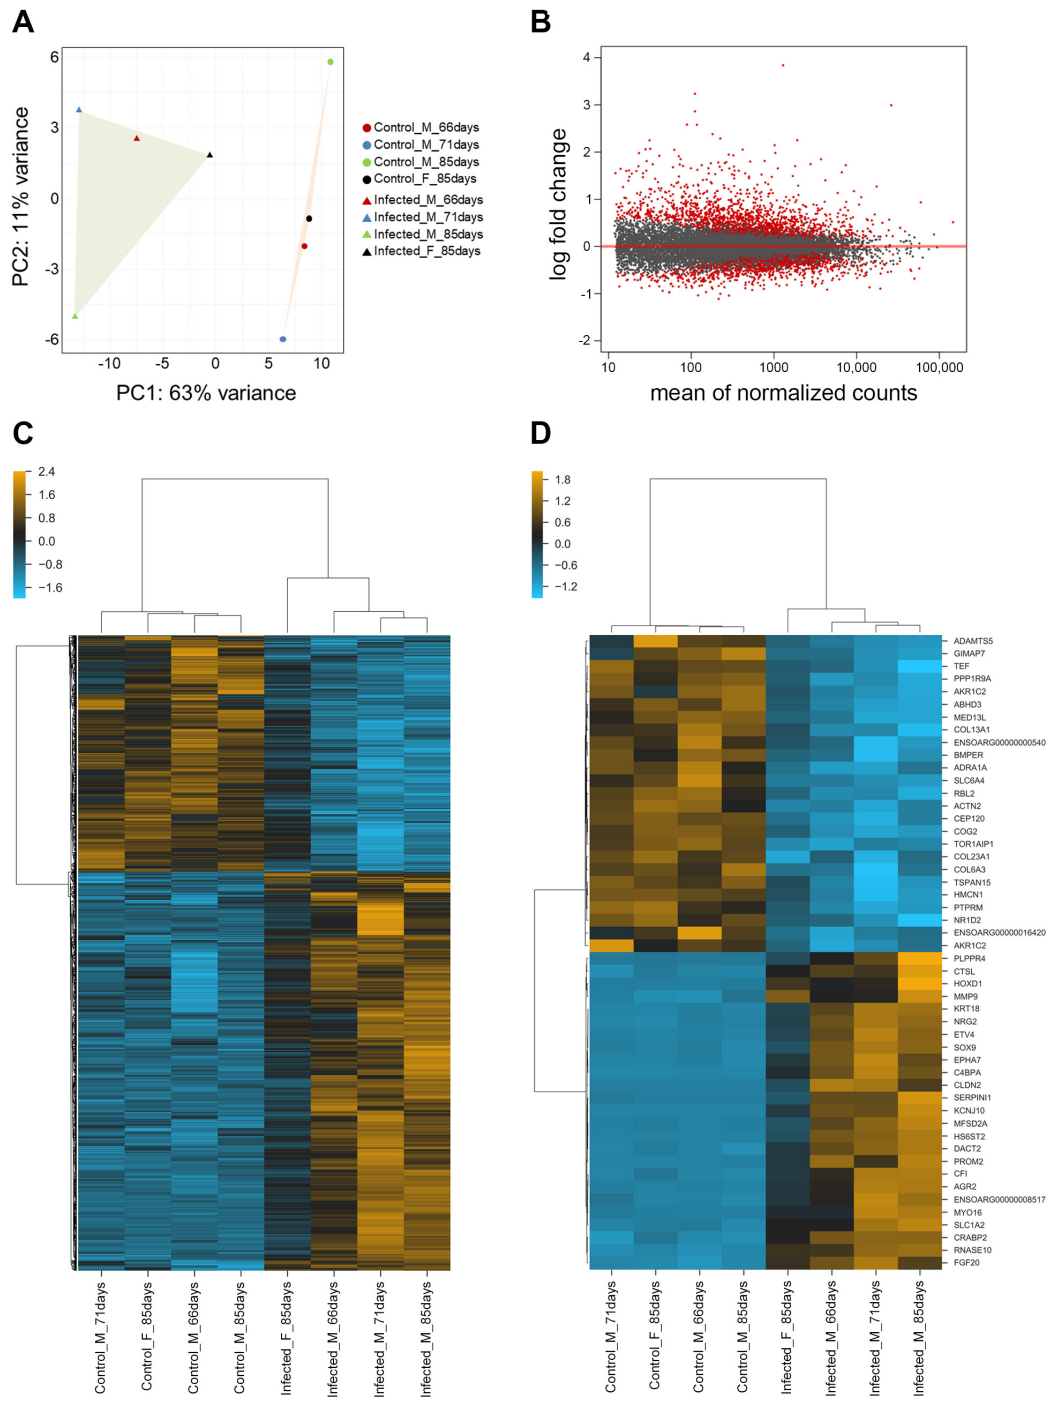 A
6
3
0
-3
-6
PC2: 11% variance
-10
-5
0
5
10
PC1: 63% variance
Control_M_66days
Control_M_71days
Control_M_85days
Control_F_85days
Infected_M_66days
Infected_M_71days
Infected_M_85days
Infected_F_85days
B
4
3
2
1
0
-1
-2
log fold change
10
100
1000
10,000
100,000
mean of normalized counts
C
2.4
1.6
0.8
0.0
−0.8
−1.6
Control_M_71days
Control_F_85days
Control_M_66days
Control_M_85days
Infected_F_85days
Infected_M_66days
Infected_M_71days
Infected_M_85days
D
1.8
1.2
0.6
0.0
−0.6
−1.2
ADAMTS5
GIMAP7
TEF
PPP1R9A
AKR1C2
ABHD3
MED13L
COL13A1
ENSOARG00000000540
BMPER
ADRA1A
SLC6A4
RBL2
ACTN2
CEP120
COG2
TOR1AIP1
COL23A1
COL6A3
TSPAN15
HMCN1
PTPRM
NR1D2
ENSOARG00000016420
AKR1C2
PLPPR4
CTSL
HOXD1
MMP9
KRT18
NRG2
ETV4
SOX9
EPHA7
C4BPA
CLDN2
SERPINI1
KCNJ10
MFSD2A
HS6ST2
DACT2
PROM2
CFI
AGR2
ENSOARG00000008517
MYO16
SLC1A2
CRABP2
RNASE10
FGF20
Control_M_71days
Control_F_85days
Control_M_66days
Control_M_85days
Infected_F_85days
Infected_M_66days
Infected_M_71days
Infected_M_85days